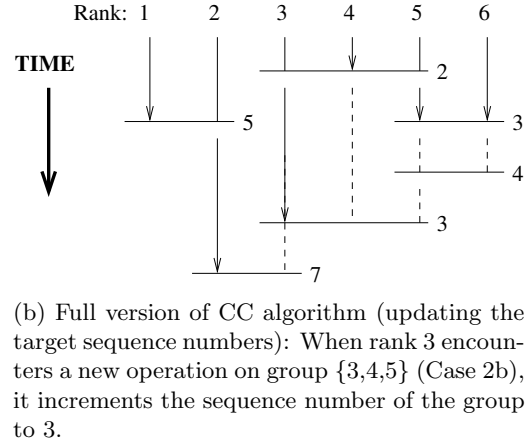 Rank: 1 2 3 4 5 6
TIME
2
5
3
4
3
7
(b) Full version of CC algorithm (updating the
target sequence numbers): When rank 3 encoun-
ters a new operation on group {3,4,5} (Case 2b),
it increments the sequence number of the group
to 3.